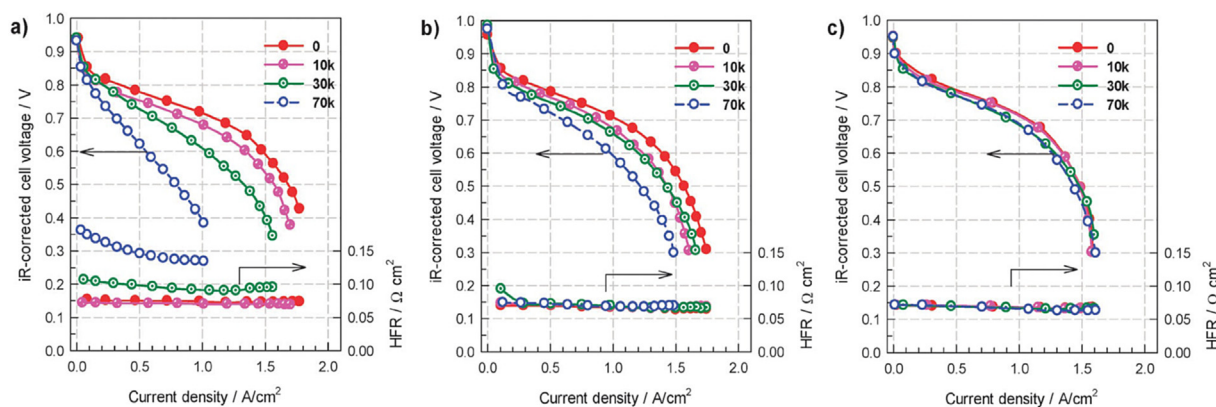 a)
iR-corrected cell voltage / V
1.0
0.9
0.8
0.7
0.6
0.5
0.4
0.3
0.2
0.1
0.0
0
10k
30k
70k
0.15
0.10
0.05
0.00
HFR / Ω cm²
0.0 0.5 1.0 1.5 2.0
Current density / A/cm²
b)
iR-corrected cell voltage / V
1.0
0.9
0.8
0.7
0.6
0.5
0.4
0.3
0.2
0.1
0.0
0
10k
30k
70k
0.15
0.10
0.05
0.00
HFR / Ω cm²
0.0 0.5 1.0 1.5 2.0
Current density / A/cm²
c)
iR-corrected cell voltage / V
1.0
0.9
0.8
0.7
0.6
0.5
0.4
0.3
0.2
0.1
0.0
0
10k
30k
70k
0.15
0.10
0.05
0.00
HFR / Ω cm²
0.0 0.5 1.0 1.5 2.0
Current density / A/cm²